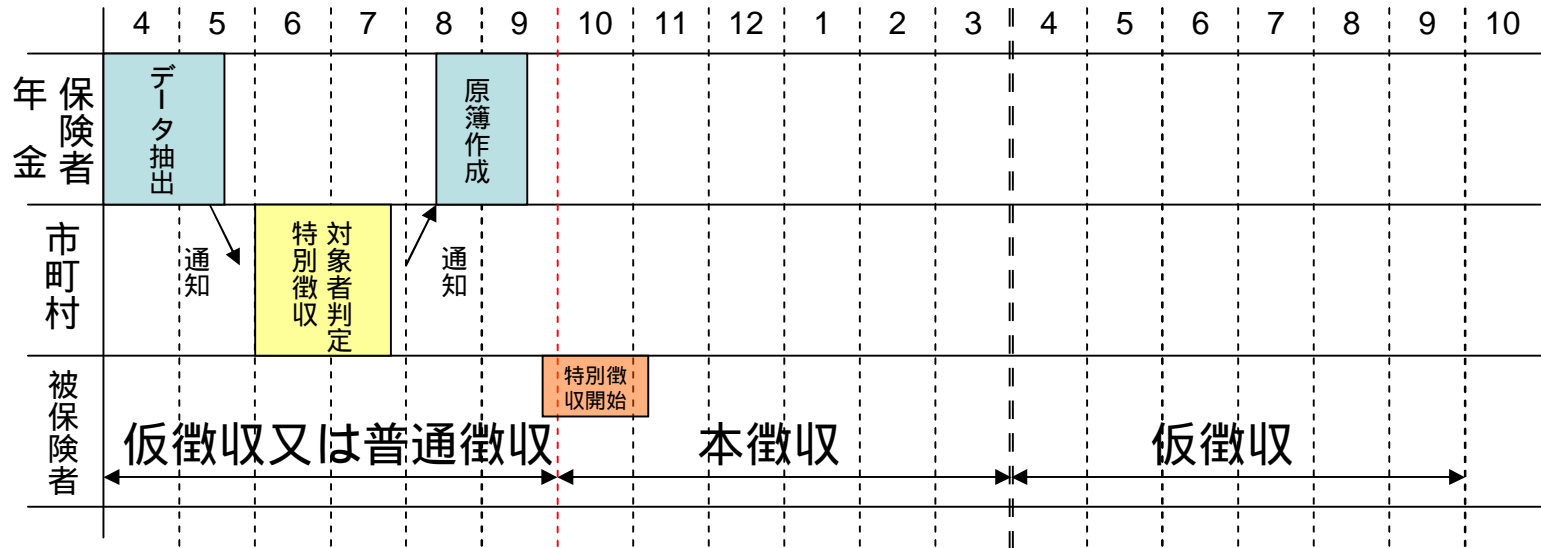 4 5 6 7 8 9 10 11 12 1 2 3 4 5 6 7 8 9 10
年金
保険者
データ抽出
原簿作成
市町村
通知
特別徴収
対象者判定
通知
被保険者
特別徴
収開始
仮徴収又は普通徴収
本徴収
仮徴収